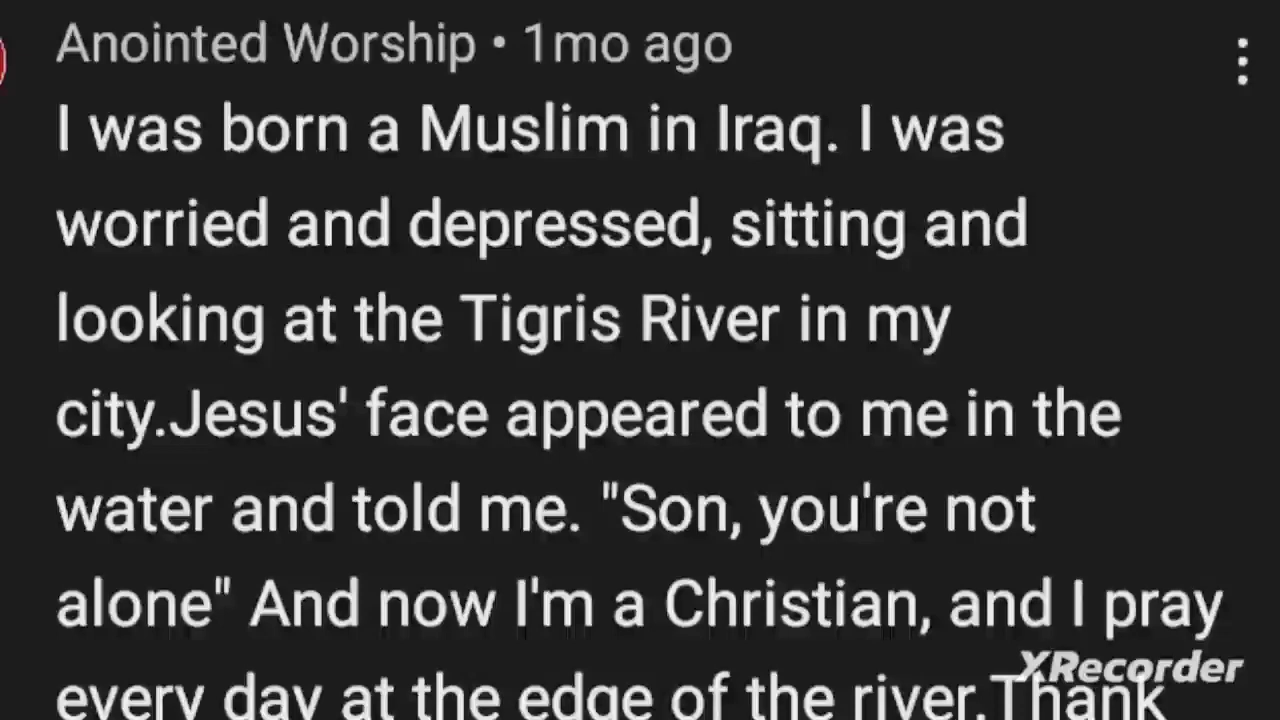 Anointed Worship • 1mo ago
I was born a Muslim in Iraq. I was
worried and depressed, sitting and
looking at the Tigris River in my
city.Jesus' face appeared to me in the
water and told me. "Son, you're not
alone" And now I'm a Christian, and I pray
XRecorder
every day at the edge of the river.Thank